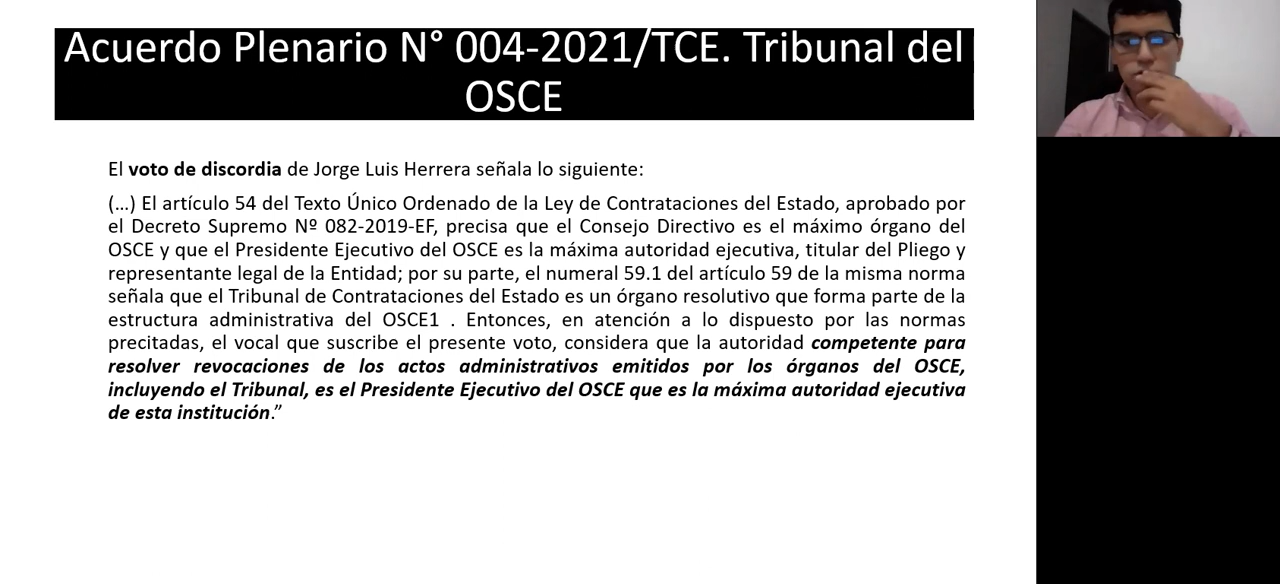 Acuerdo Plenario N° 004-2021/TCE. Tribunal del
OSCE
El voto de discordia de Jorge Luis Herrera señala lo siguiente:
(…) El artículo 54 del Texto Único Ordenado de la Ley de Contrataciones del Estado, aprobado por
el Decreto Supremo Nº 082-2019-EF, precisa que el Consejo Directivo es el máximo órgano del
OSCE y que el Presidente Ejecutivo del OSCE es la máxima autoridad ejecutiva, titular del Pliego y
representante legal de la Entidad; por su parte, el numeral 59.1 del artículo 59 de la misma norma
señala que el Tribunal de Contrataciones del Estado es un órgano resolutivo que forma parte de la
estructura administrativa del OSCE1 . Entonces, en atención a lo dispuesto por las normas
precitadas, el vocal que suscribe el presente voto, considera que la autoridad competente para
resolver revocaciones de los actos administrativos emitidos por los órganos del OSCE,
incluyendo el Tribunal, es el Presidente Ejecutivo del OSCE que es la máxima autoridad ejecutiva
de esta institución.”